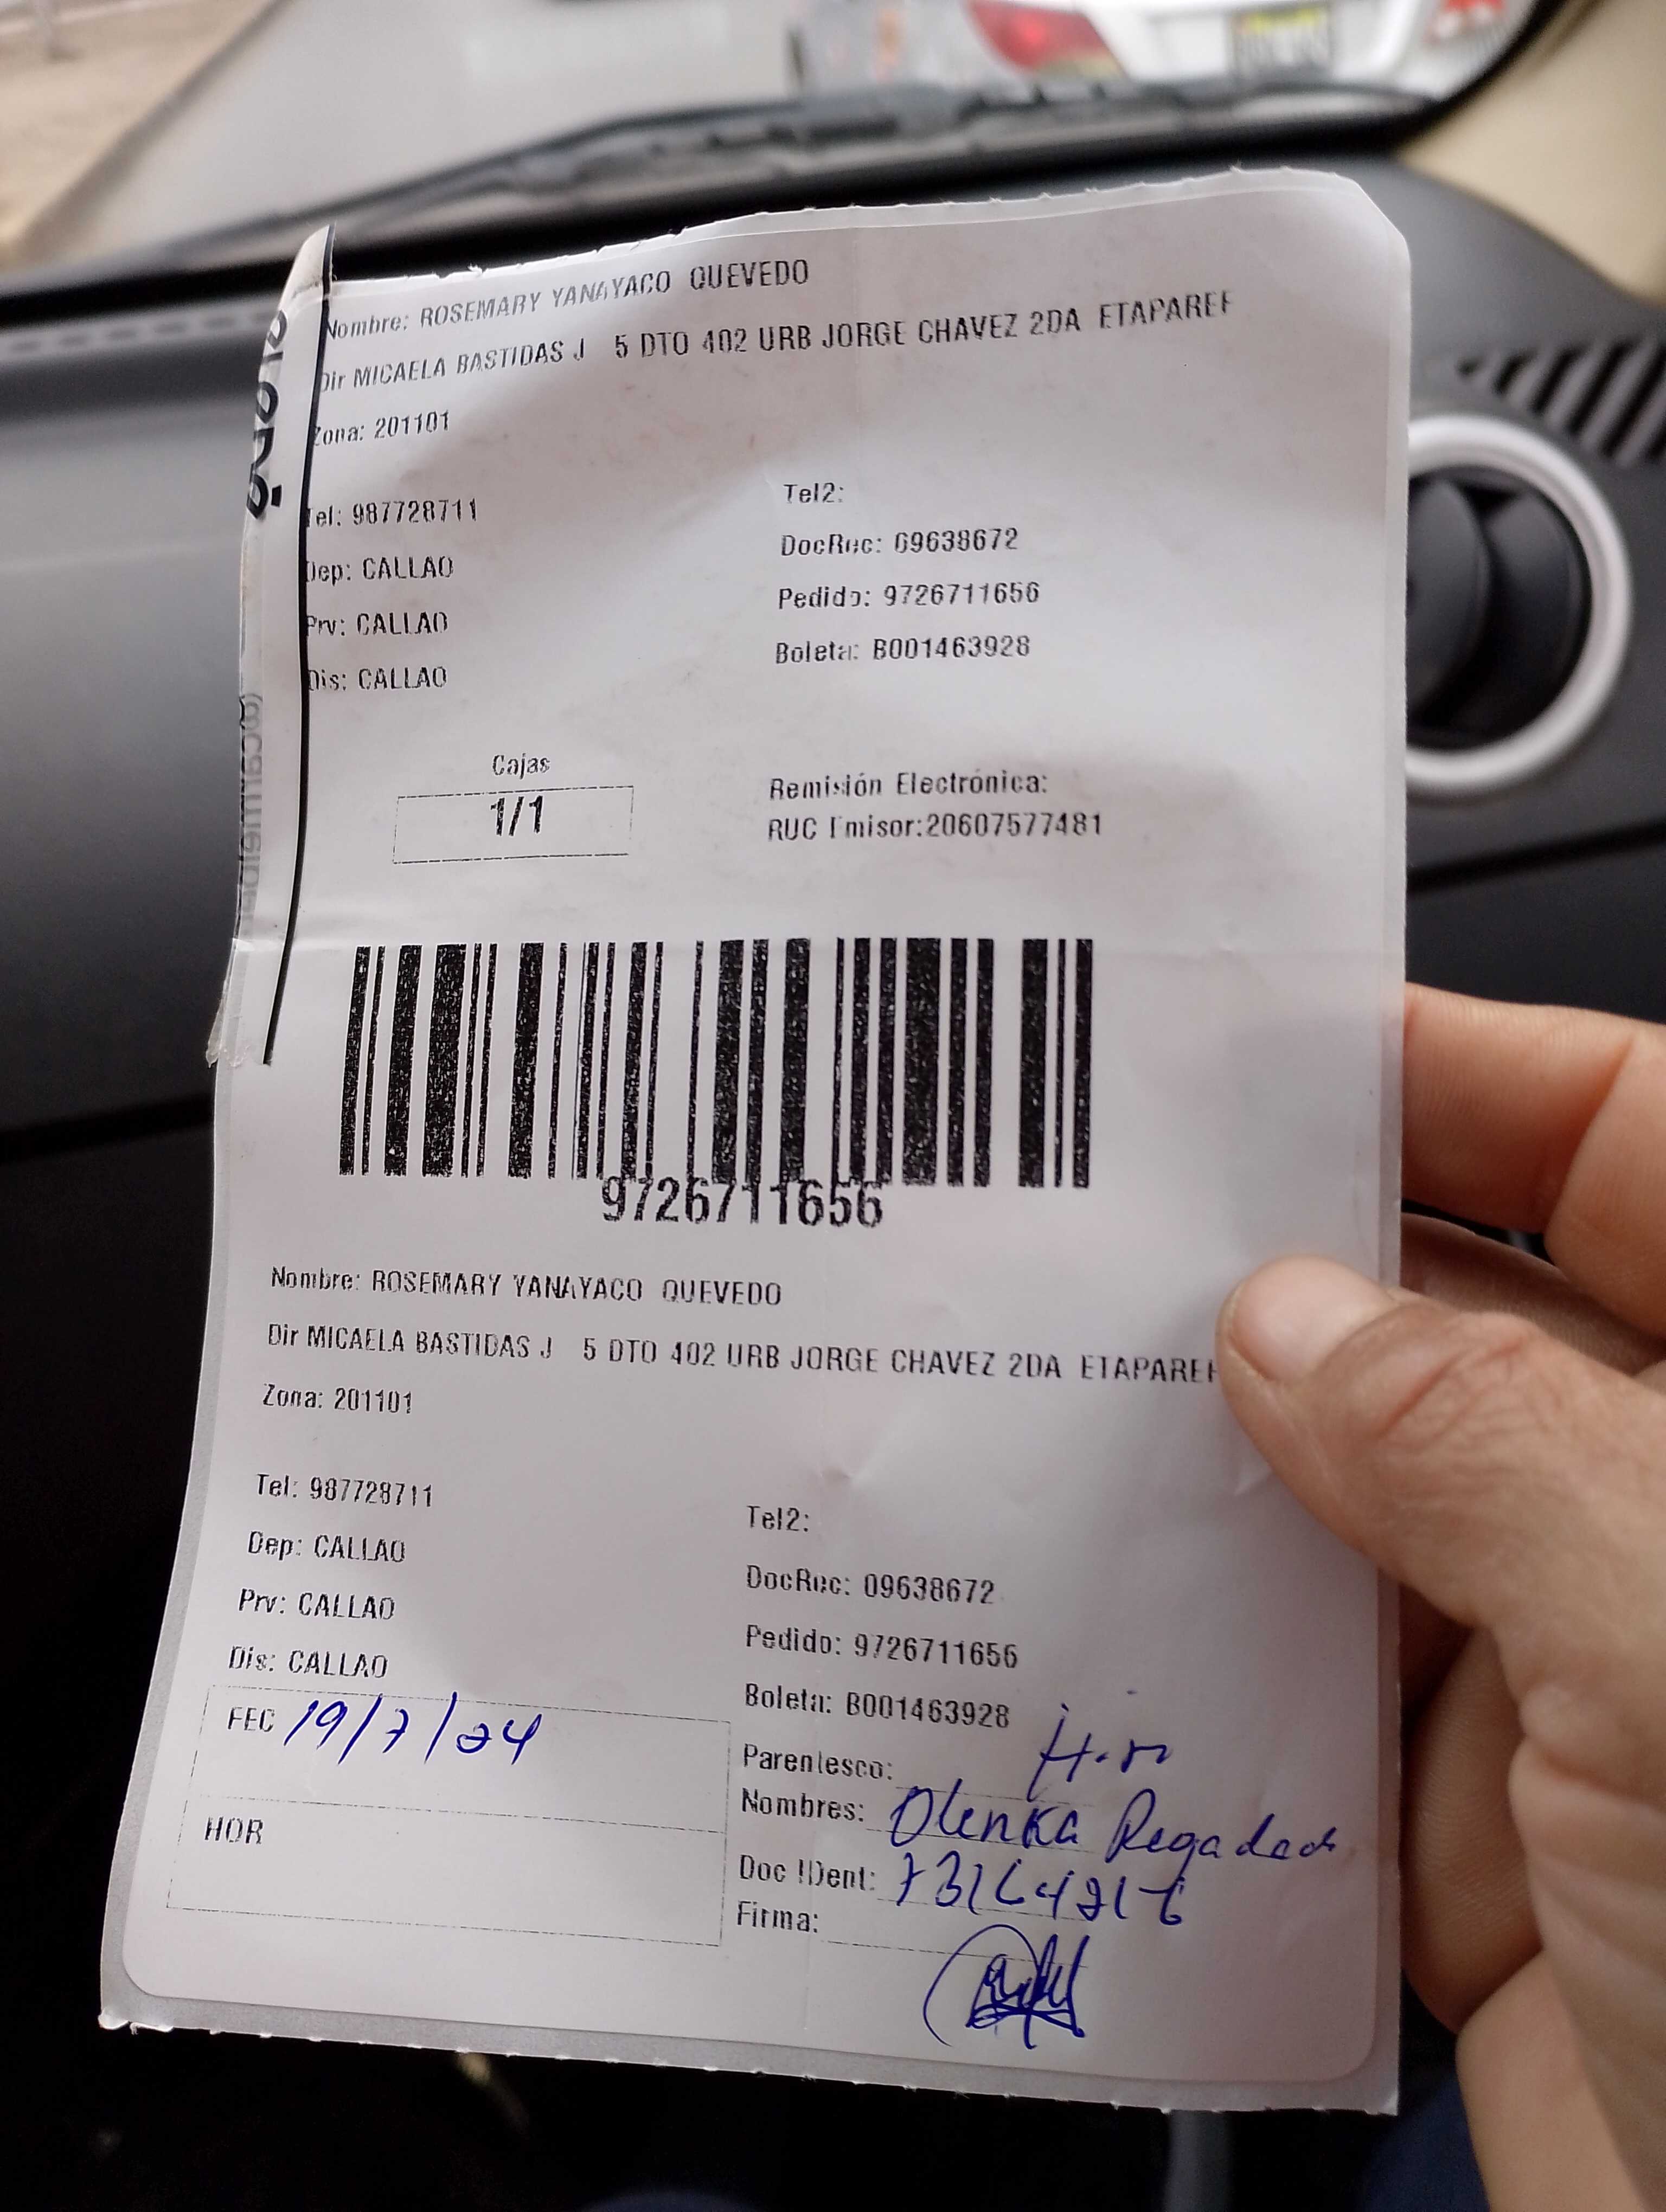 Nombre: ROSEMARY YANAYACO QUEVEDO
Dir MICAELA BASTIDAS J 5 DTO 402 URB JORGE CHAVEZ 2DA ETAPAREF
Zona: 201101
Tel: 987728711
Tel2:
Dep: CALLAO
DocRec: 09638672
Prv: CALLAO
Pedido: 9726711656
Dis: CALLAO
Boleta: B001463928
Cajas
1/1
Remisión Electrónica:
RUC Emisor:20607577481
9726711656
Nombre: ROSEMARY YANAYACO QUEVEDO
Dir MICAELA BASTIDAS J 5 DTO 402 URB JORGE CHAVEZ 2DA ETAPAREF
Zona: 201101
Tel: 987728711
Tel2:
Dep: CALLAO
DocRec: 09638672
Prv: CALLAO
Pedido: 9726711656
Dis: CALLAO
Boleta: B001463928
FEC 19/7/24
Parentesco:
Nombres: Olenka Regalado
HOR
Doc IDent:
Firma: